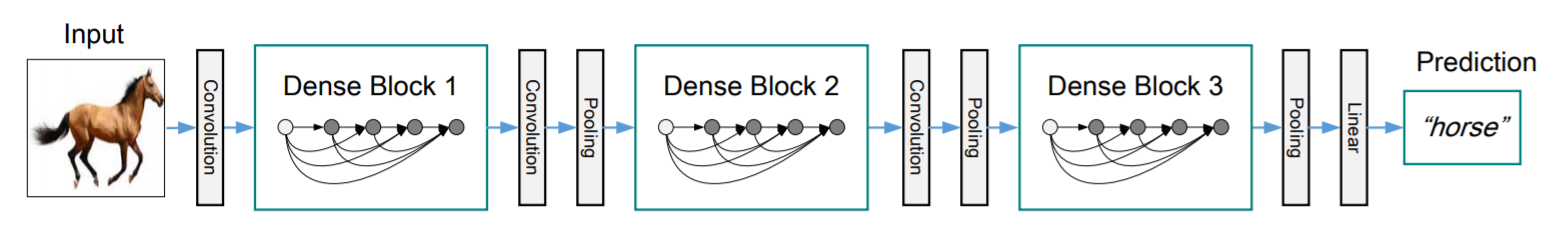 Input
Convolution
Dense Block 1
Convolution
Pooling
Dense Block 2
Convolution
Pooling
Dense Block 3
Pooling
Linear
Prediction
“horse”